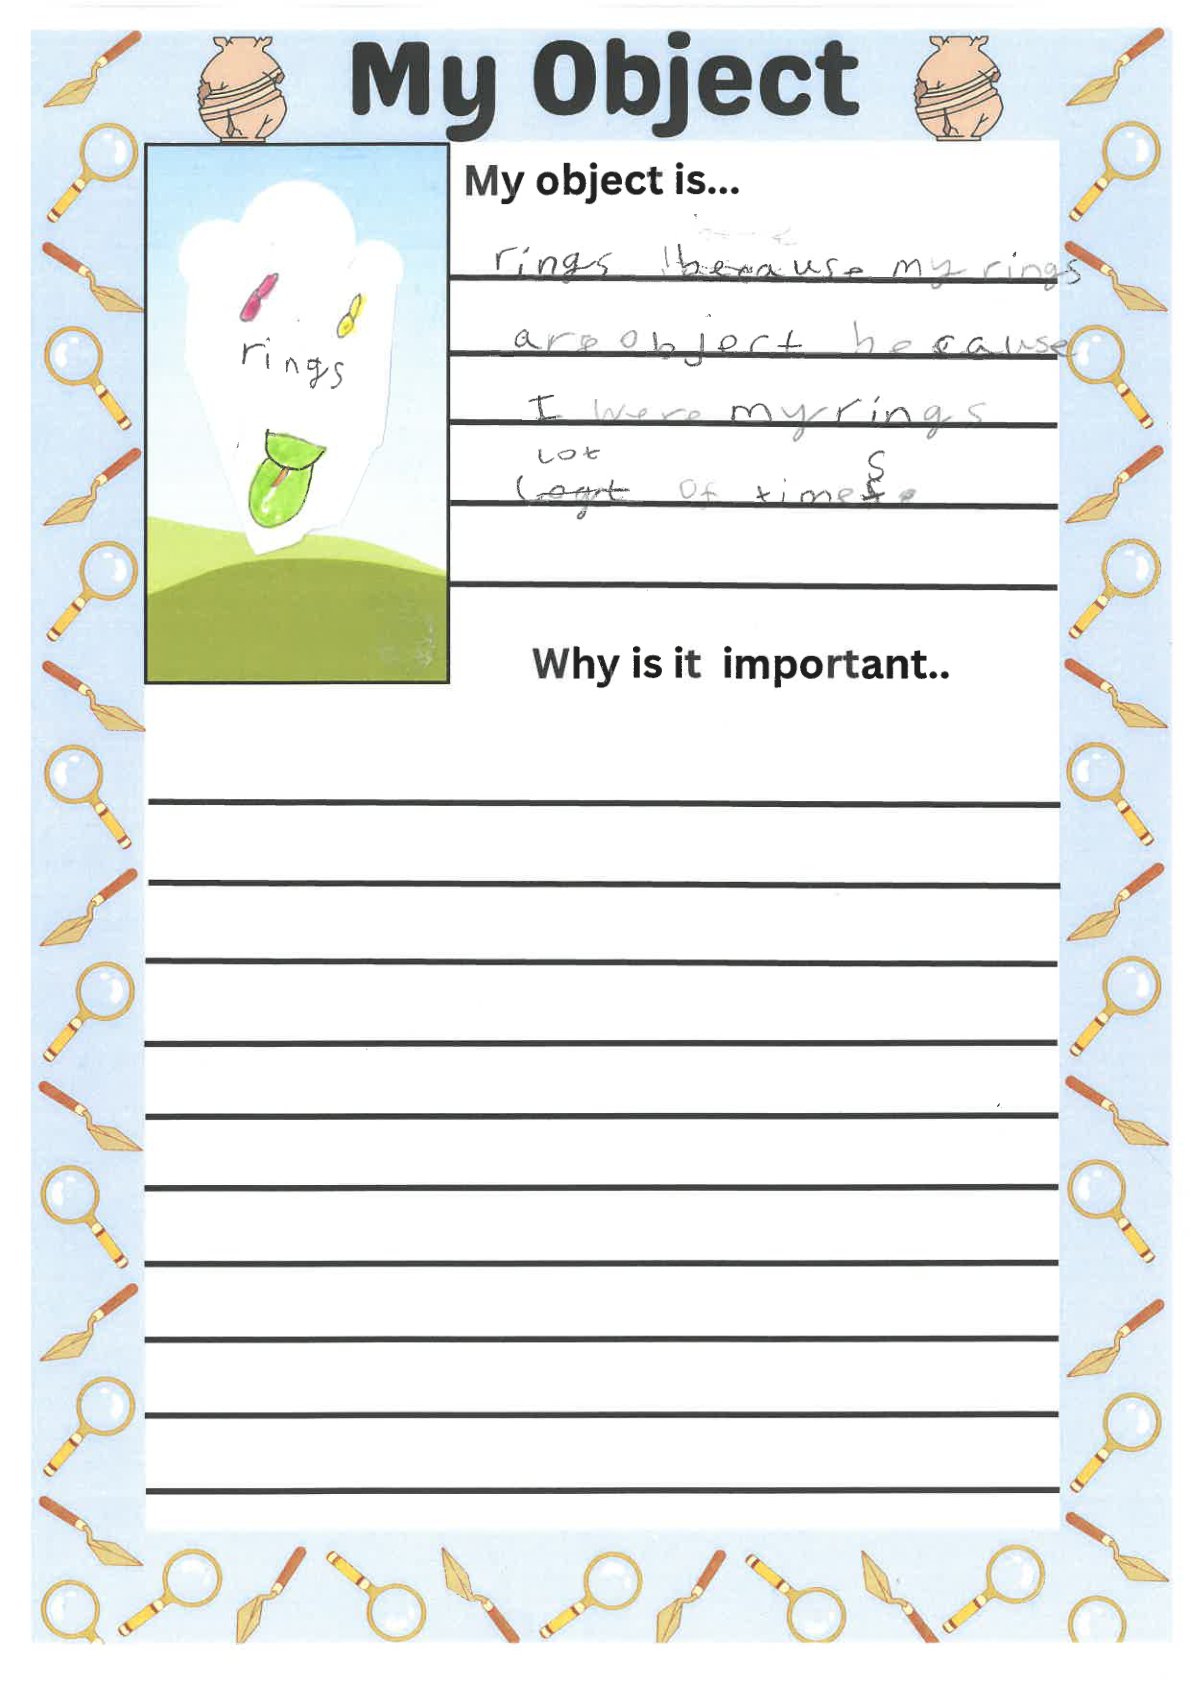 My Object
My object is...
rings because my rings
are object because
I were my rings
lot
of times.
rings
Why is it important..